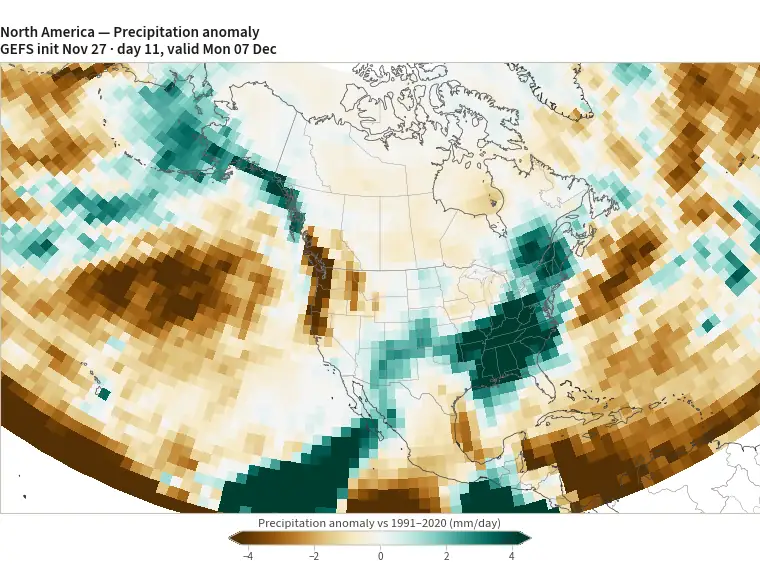 North America — Precipitation anomaly
GEFS init Nov 27 · day 11, valid Mon 07 Dec
Precipitation anomaly vs 1991–2020 (mm/day)
−4 −2 0 2 4